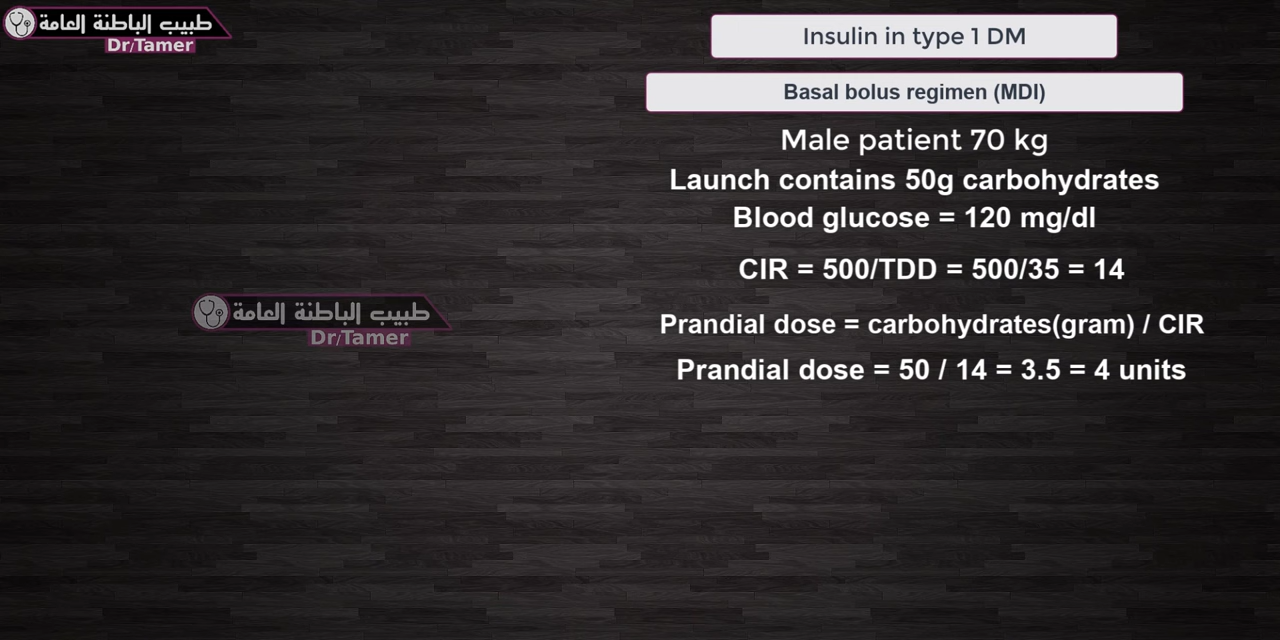 طبيب الباطنة العامة
Dr/Tamer
Insulin in type 1 DM
Basal bolus regimen (MDI)
Male patient 70 kg
Launch contains 50g carbohydrates
Blood glucose = 120 mg/dl
CIR = 500/TDD = 500/35 = 14
طبيب الباطنة العامة
Dr/Tamer
Prandial dose = carbohydrates(gram) / CIR
Prandial dose = 50 / 14 = 3.5 = 4 units